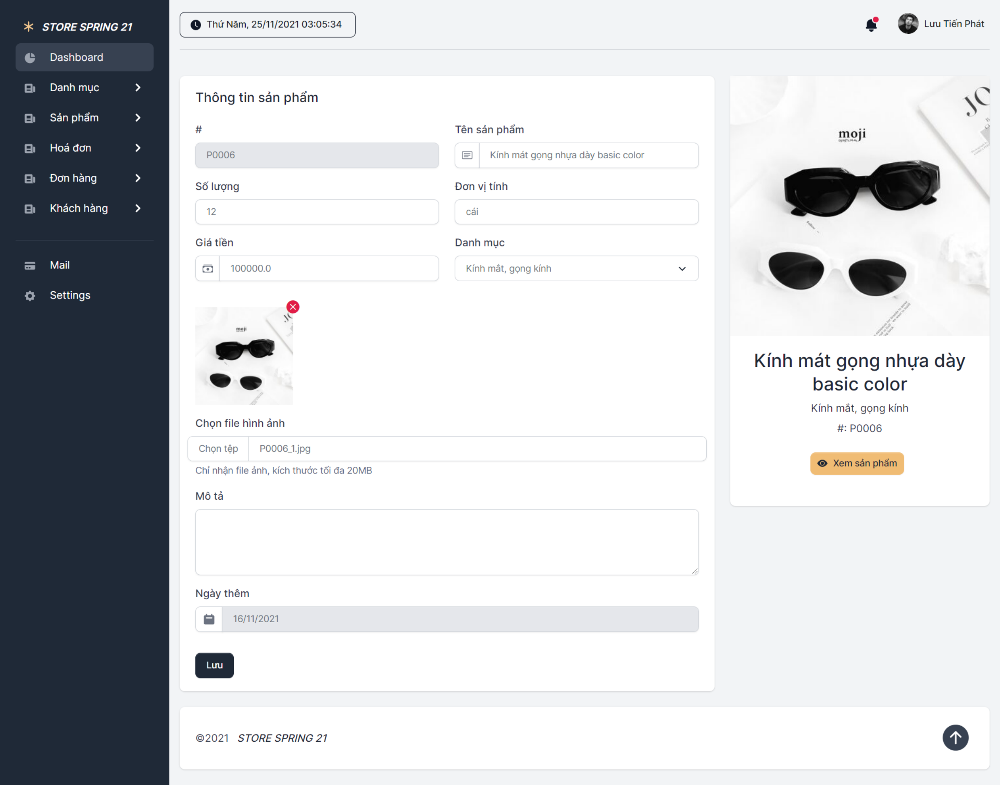 STORE SPRING 21
Dashboard
Danh mục
Sản phẩm
Hoá đơn
Đơn hàng
Khách hàng
Mail
Settings
Thứ Năm, 25/11/2021 03:05:34
Lưu Tiến Phát
Thông tin sản phẩm
#
P0006
Tên sản phẩm
Kính mát gọng nhựa dày basic color
Số lượng
12
Đơn vị tính
cái
Giá tiền
100000.0
Danh mục
Kính mắt, gọng kính
JO
moji
Chọn file hình ảnh
Chọn tệp P0006_1.jpg
Chỉ nhận file ảnh, kích thước tối đa 20MB
Mô tả
Ngày thêm
16/11/2021
Lưu
JO
moji
Follow
Kính mát gọng nhựa dày
basic color
Kính mắt, gọng kính
#: P0006
Xem sản phẩm
©2021 STORE SPRING 21